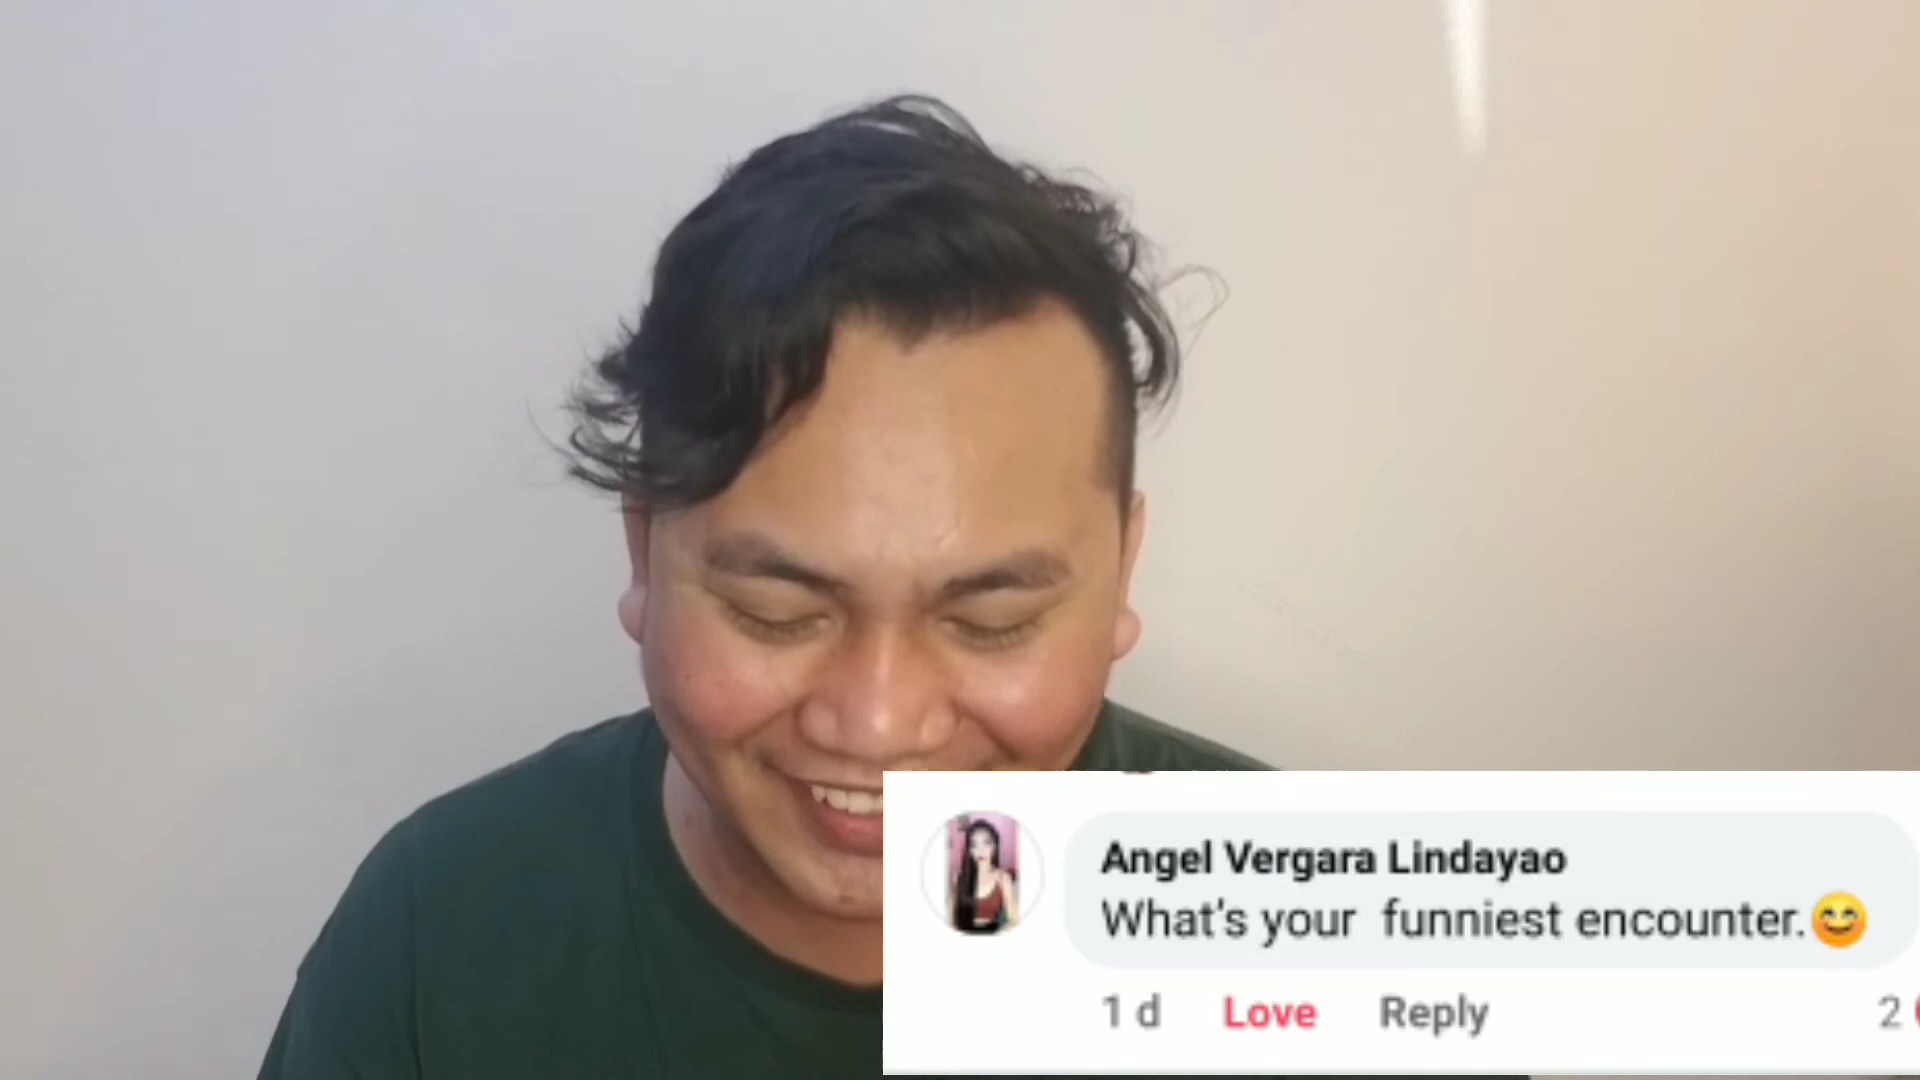 Angel Vergara Lindayao
What's your funniest encounter.😊
1 d Love Reply 2